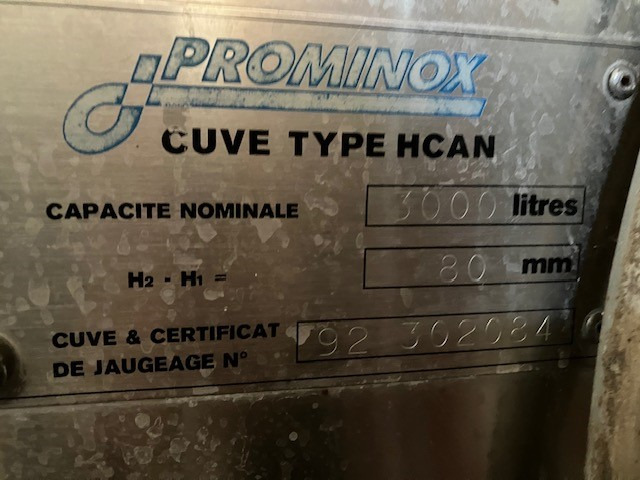 PROMINOX
CUVE TYPE HCAN
CAPACITE NOMINALE 3000 litres
H2 - H1 = 80 mm
CUVE & CERTIFICAT
DE JAUGEAGE N° 92 302084